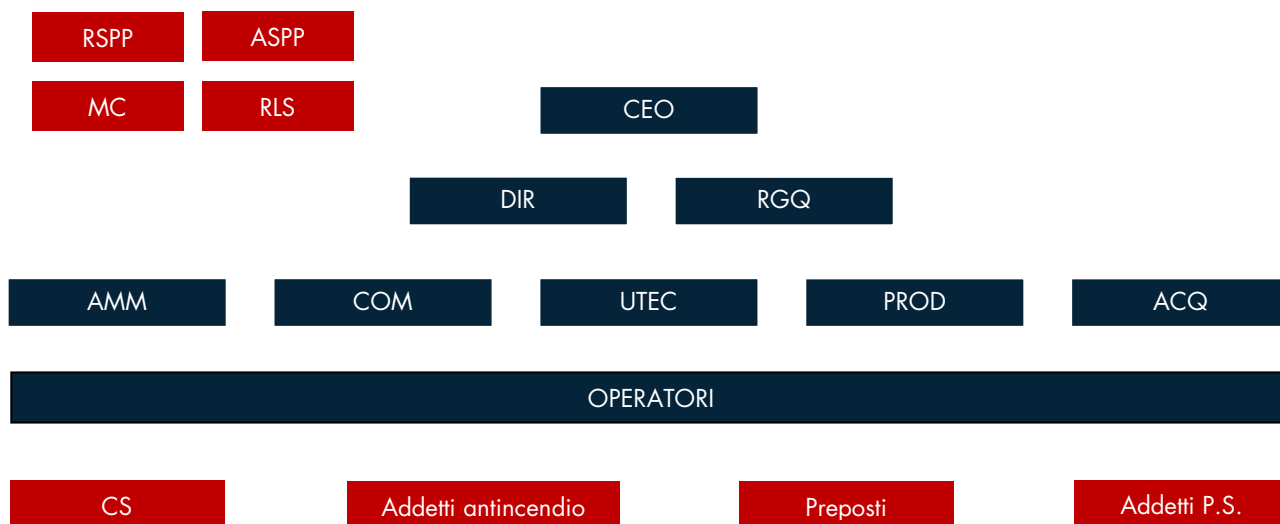 RSPP
ASPP
MC
RLS
CEO
DIR
RGQ
AMM
COM
UTEC
PROD
ACQ
OPERATORI
CS
Addetti antincendio
Preposti
Addetti P.S.